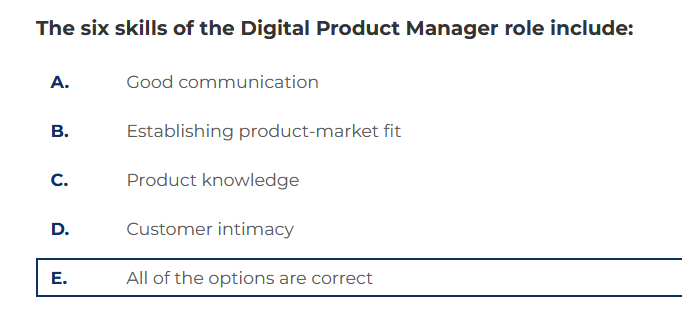 The six skills of the Digital Product Manager role include:
A. Good communication
B. Establishing product-market fit
C. Product knowledge
D. Customer intimacy
E. All of the options are correct